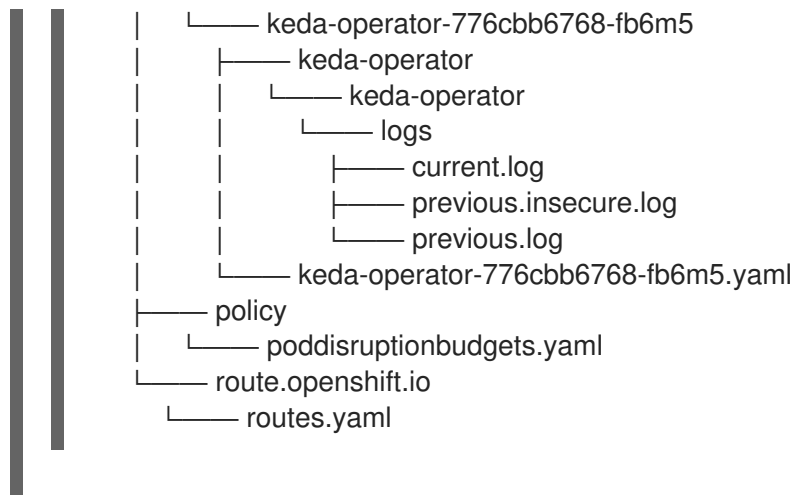 │ └── keda-operator-776cbb6768-fb6m5
│ ├── keda-operator
│ │ └── keda-operator
│ │ └── logs
│ │ ├── current.log
│ │ ├── previous.insecure.log
│ │ └── previous.log
│ └── keda-operator-776cbb6768-fb6m5.yaml
├── policy
│ └── poddisruptionbudgets.yaml
└── route.openshift.io
└── routes.yaml